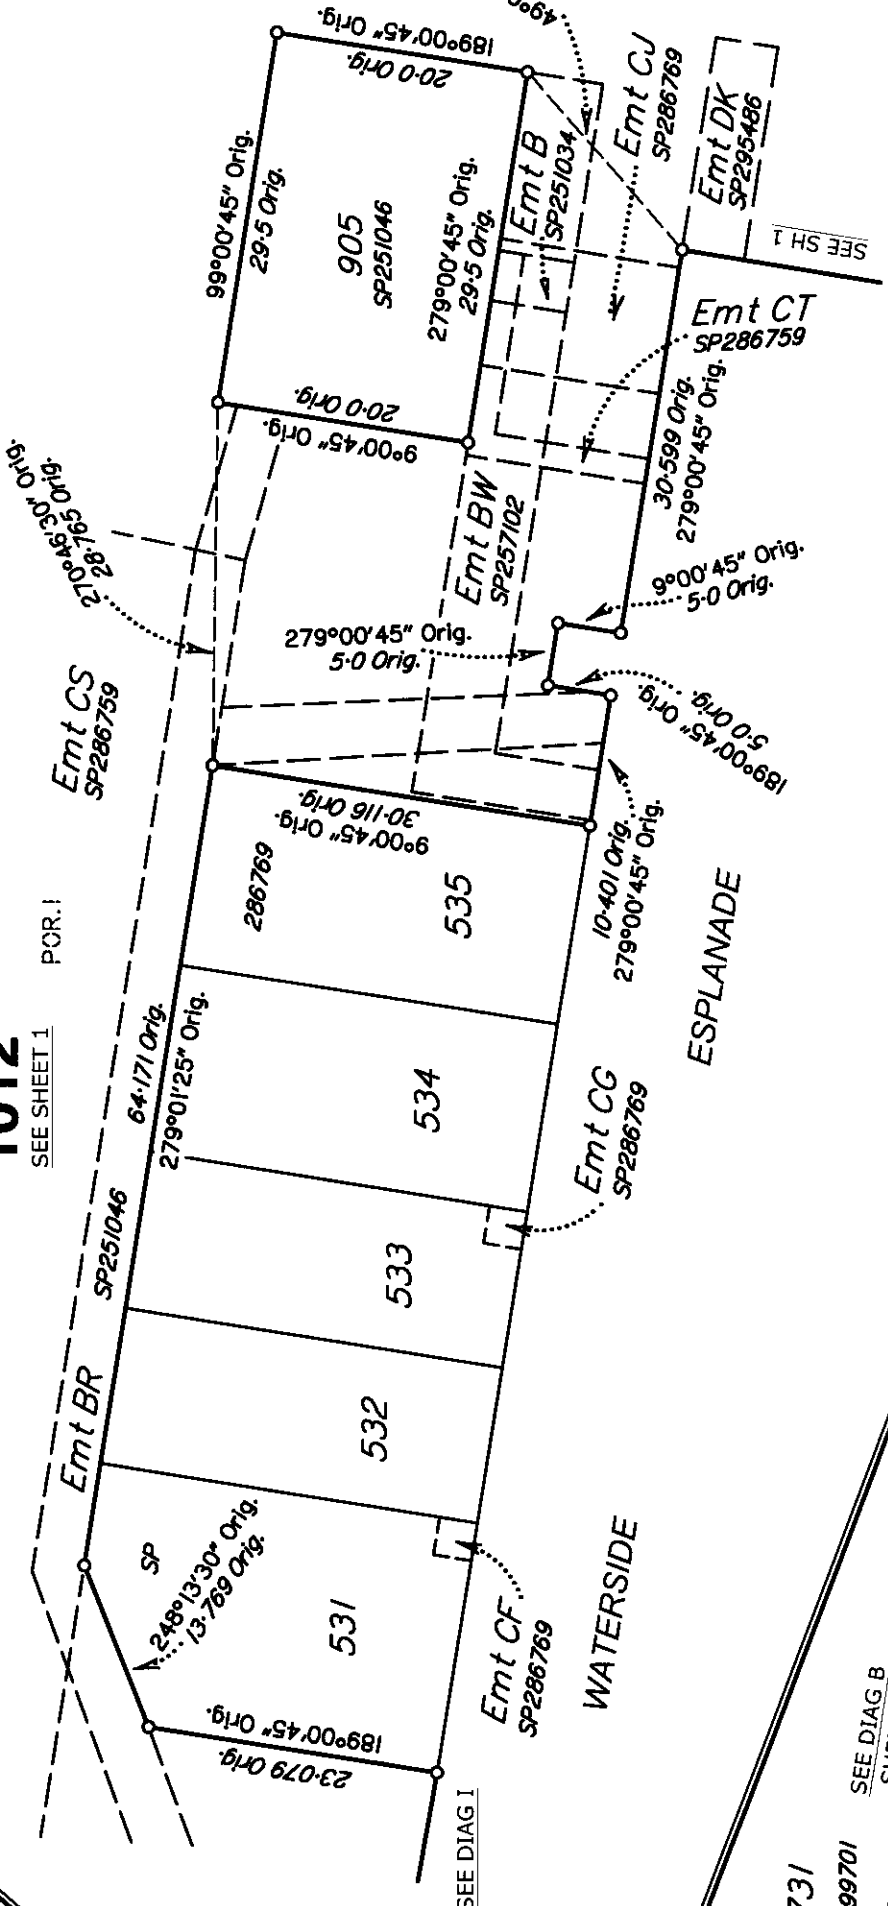 189°00'45" Orig.
20·0 Orig.
99°00'45" Orig.
29·5 Orig.
905
SP251046
279°00'45" Orig.
29·5 Orig.
20·0 Orig.
9°00'45" Orig.
Emt B
SP251034
Emt CJ
SP286769
Emt DK
SP295486
SEE SH 1
Emt CT
SP286759
30·599 Orig.
279°00'45" Orig.
270°46'30" Orig.
28·765 Orig.
Emt BW
SP257102
9°00'45" Orig.
5·0 Orig.
279°00'45" Orig.
5·0 Orig.
189°00'45" Orig.
5·0 Orig.
Emt CS
SP286759
30·116 Orig.
9°00'45" Orig.
10·401 Orig.
279°00'45" Orig.
286769
535
POR.1
1012
SEE SHEET 1
64·171 Orig.
279°01'25" Orig.
SP251046
534
533
532
531
Emt CG
SP286769
ESPLANADE
Emt BR
SP
248°13'30" Orig.
13·769 Orig.
189°00'45" Orig.
23·079 Orig.
Emt CF
SP286769
WATERSIDE
SEE DIAG I
SEE DIAG B
731
99701
49°